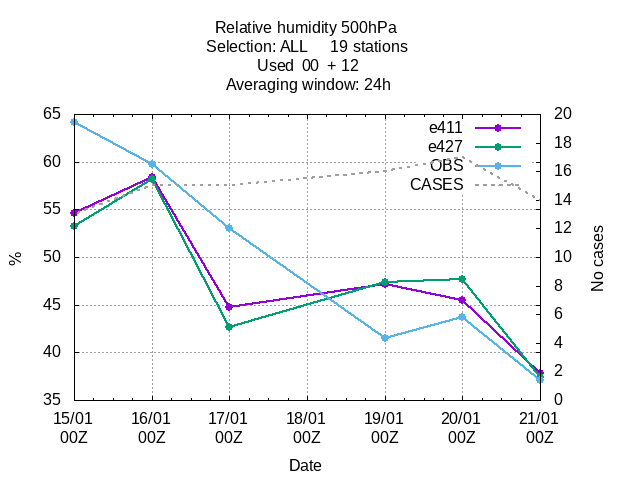 Relative humidity 500hPa
Selection: ALL 19 stations
Used 00 + 12
Averaging window: 24h
65
60
55
50
45
40
35
%
20
18
16
14
12
10
8
6
4
2
0
No cases
e411
e427
OBS
CASES
15/01 16/01 17/01 18/01 19/01 20/01 21/01
00Z 00Z 00Z 00Z 00Z 00Z 00Z
Date